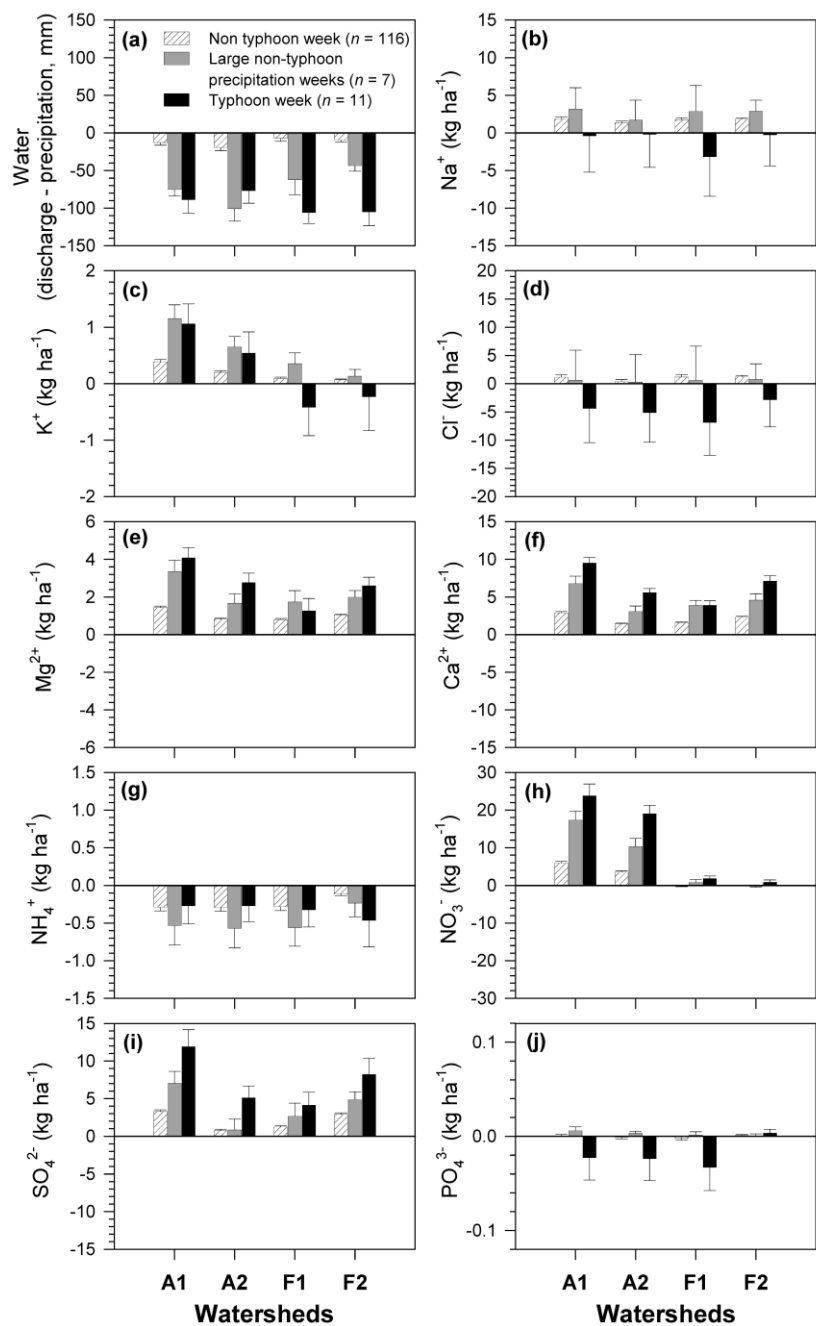 (a)
Non typhoon week (n = 116)
Large non-typhoon
precipitation weeks (n = 7)
Typhoon week (n = 11)
150
100
50
0
-50
-100
-150
Water
(discharge - precipitation, mm)
(b)
15
10
5
0
-5
-10
-15
Na⁺ (kg ha⁻¹)
(c)
2
1
0
-1
-2
K⁺ (kg ha⁻¹)
(d)
20
15
10
5
0
-5
-10
-15
-20
Cl⁻ (kg ha⁻¹)
(e)
6
4
2
0
-2
-4
-6
Mg²⁺ (kg ha⁻¹)
(f)
15
10
5
0
-5
-10
-15
Ca²⁺ (kg ha⁻¹)
(g)
1.5
1.0
0.5
0.0
-0.5
-1.0
-1.5
NH₄⁺ (kg ha⁻¹)
(h)
30
20
10
0
-10
-20
-30
NO₃⁻ (kg ha⁻¹)
(i)
15
10
5
0
-5
-10
-15
SO₄²⁻ (kg ha⁻¹)
A1 A2 F1 F2
Watersheds
(j)
0.1
0.0
-0.1
PO₄³⁻ (kg ha⁻¹)
A1 A2 F1 F2
Watersheds